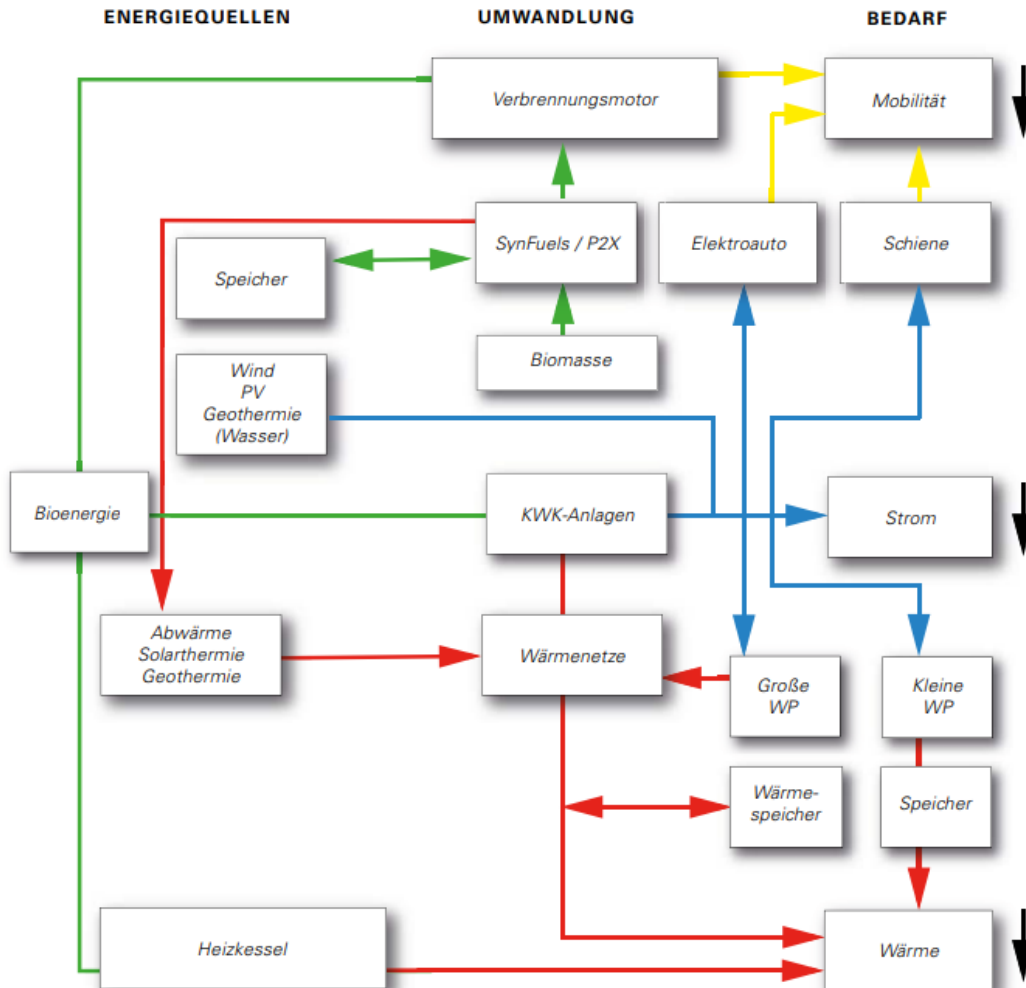 ENERGIEQUELLEN
UMWANDLUNG
BEDARF
Verbrennungsmotor
Mobilität
SynFuels / P2X
Elektroauto
Schiene
Speicher
Biomasse
Wind
PV
Geothermie
(Wasser)
Bioenergie
KWK-Anlagen
Strom
Abwärme
Solarthermie
Geothermie
Wärmenetze
Große
WP
Kleine
WP
Wärme-
speicher
Speicher
Heizkessel
Wärme